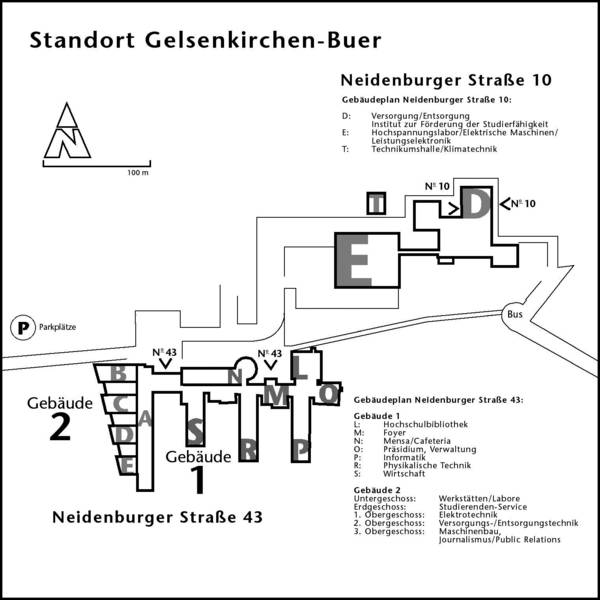 Standort Gelsenkirchen-Buer
Neidenburger Straße 10
Gebäudeplan Neidenburger Straße 10:
D: Versorgung/Entsorgung
Institut zur Förderung der Studierfähigkeit
E: Hochspannungslabor/Elektrische Maschinen/
Leistungselektronik
T: Technikumshalle/Klimatechnik
N
100 m
Nº 10
T
D
Nº 10
E
Bus
P
Parkplätze
Nº 43
Nº 43
B
N
L
Gebäude
2
C
A
M
O
D
S
R
P
E
Gebäude
1
Neidenburger Straße 43
Gebäudeplan Neidenburger Straße 43:
Gebäude 1
L: Hochschulbibliothek
M: Foyer
N: Mensa/Cafeteria
O: Präsidium, Verwaltung
P: Informatik
R: Physikalische Technik
S: Wirtschaft
Gebäude 2
Untergeschoss: Werkstätten/Labore
Erdgeschoss: Studierenden-Service
1. Obergeschoss: Elektrotechnik
2. Obergeschoss: Versorgungs-/Entsorgungstechnik
3. Obergeschoss: Maschinenbau,
Journalismus/Public Relations